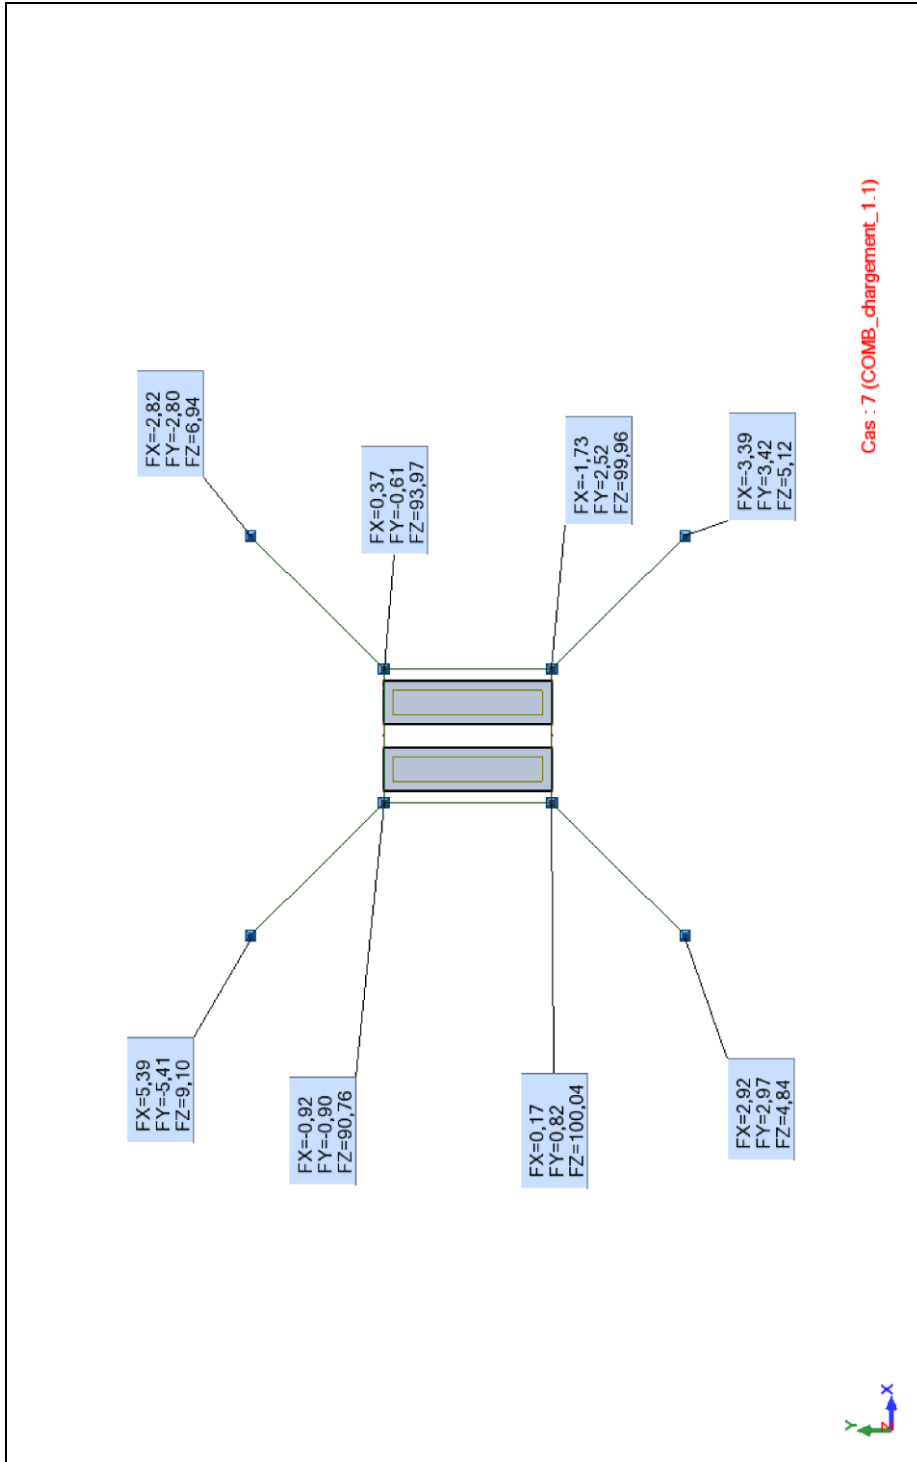 FX=-2,82
FY=-2,80
FZ=6,94
FX=0,37
FY=-0,61
FZ=93,97
FX=-1,73
FY=2,52
FZ=99,96
FX=-3,39
FY=3,42
FZ=5,12
FX=5,39
FY=-5,41
FZ=9,10
FX=-0,92
FY=-0,90
FZ=90,76
FX=0,17
FY=0,82
FZ=100,04
FX=2,92
FY=2,97
FZ=4,84
Cas : 7 (COMB_chargement_1.1)
Y
Z
X